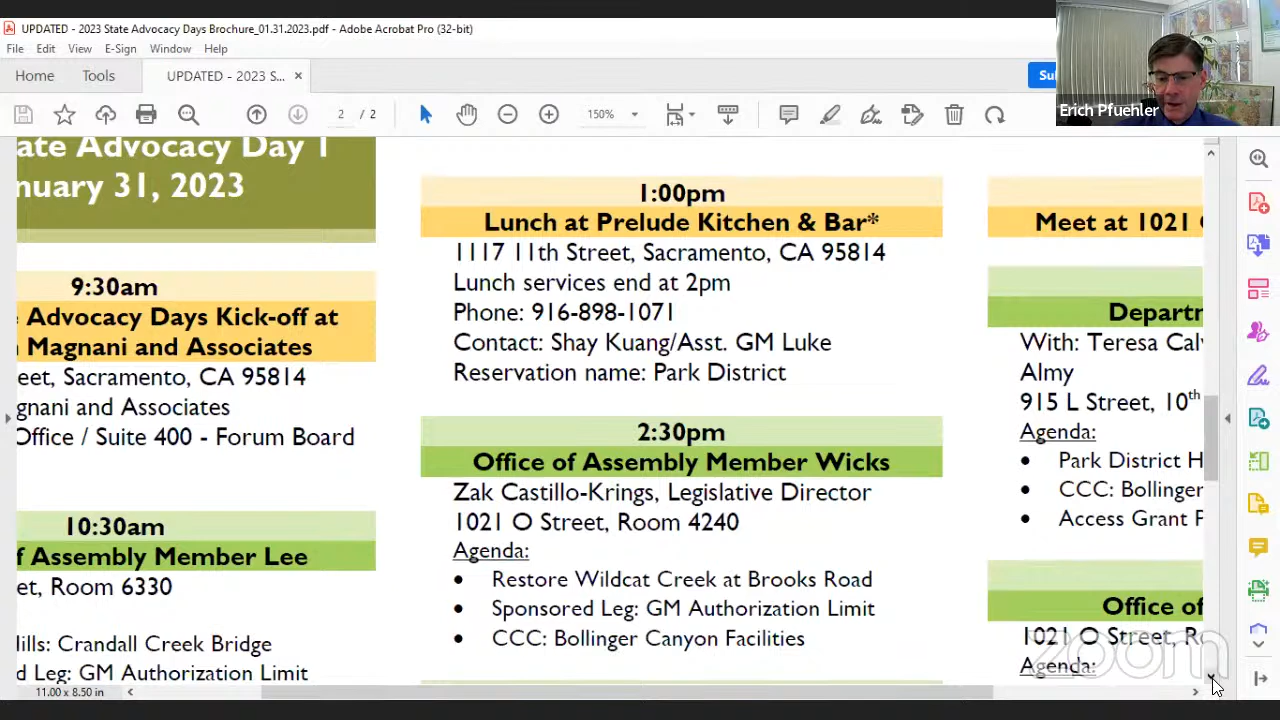 UPDATED - 2023 State Advocacy Days Brochure_01.31.2023.pdf - Adobe Acrobat Pro (32-bit)
File Edit View E-Sign Window Help
Home Tools UPDATED - 2023 S... ×
2 / 2 150%
Erich Pfuehler
ate Advocacy Day 1
nuary 31, 2023
9:30am
Advocacy Days Kick-off at
Magnani and Associates
eet, Sacramento, CA 95814
gnani and Associates
Office / Suite 400 - Forum Board
10:30am
f Assembly Member Lee
et, Room 6330
ills: Crandall Creek Bridge
d Leg: GM Authorization Limit
1:00pm
Lunch at Prelude Kitchen & Bar*
1117 11th Street, Sacramento, CA 95814
Lunch services end at 2pm
Phone: 916-898-1071
Contact: Shay Kuang/Asst. GM Luke
Reservation name: Park District
2:30pm
Office of Assembly Member Wicks
Zak Castillo-Krings, Legislative Director
1021 O Street, Room 4240
Agenda:
• Restore Wildcat Creek at Brooks Road
• Sponsored Leg: GM Authorization Limit
• CCC: Bollinger Canyon Facilities
Meet at 1021
Departm
With: Teresa Cal
Almy
915 L Street, 10th
Agenda:
• Park District H
• CCC: Bollinger
• Access Grant P
Office of
1021 O Street, R
Agenda:
zoom
11.00 x 8.50 in